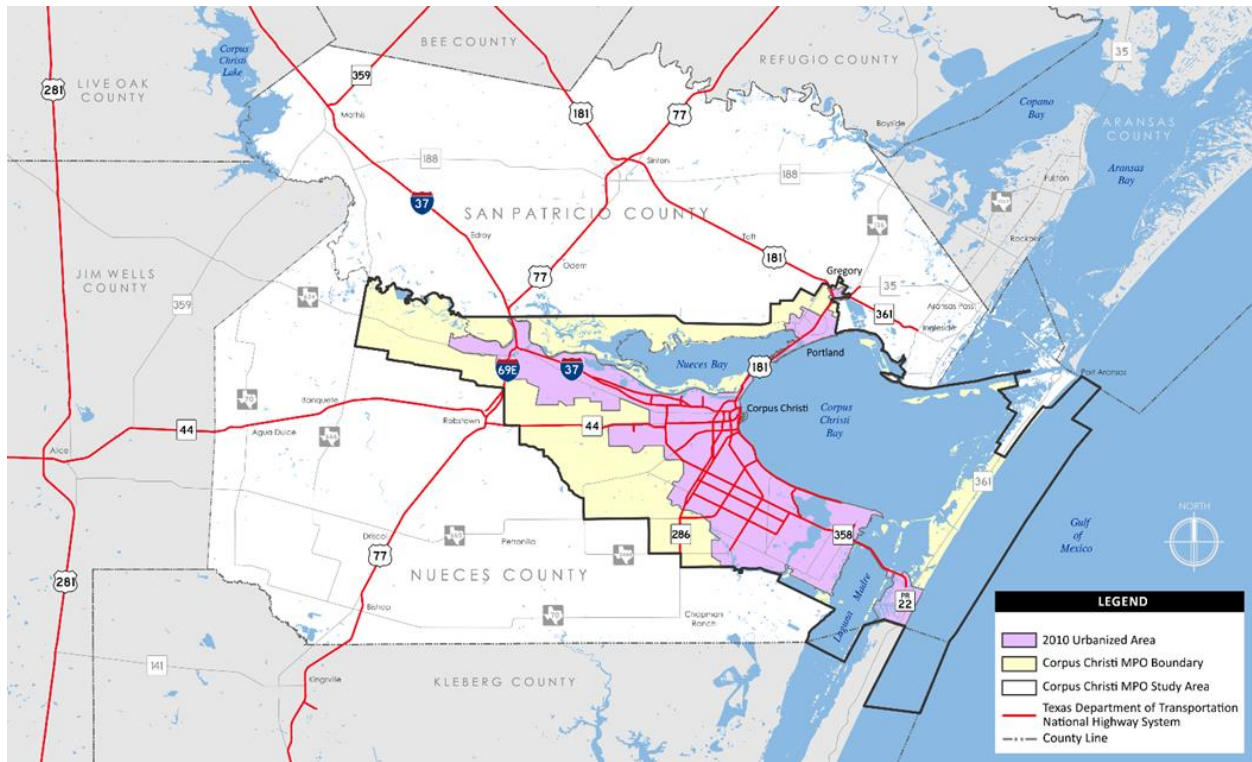 BEE COUNTY
REFUGIO COUNTY
35
Corpus
Christi
Lake
359
LIVE OAK
COUNTY
281
181
77
Copano
Bay
ARANSAS
COUNTY
Mathis
Bayside
188
Sinton
188
Aransas
Bay
Fulton
37
SAN PATRICIO COUNTY
Rockport
Edroy
Taft
JIM WELLS
COUNTY
77
Odem
181
Gregory
359
35
Aransas Pass
361
Ingleside
Nueces Bay
Portland
181
69E
37
Port Aransas
Banquete
Corpus Christi
Corpus
Christi
Bay
44
Agua Dulce
Robstown
44
Alice
361
NORTH
Driscoll
286
358
Gulf
of
Mexico
77
Petronila
NUECES COUNTY
281
Bishop
70
Laguna Madre
PR
22
Chapman
Ranch
141
Kingsville
KLEBERG COUNTY
LEGEND
2010 Urbanized Area
Corpus Christi MPO Boundary
Corpus Christi MPO Study Area
Texas Department of Transportation
National Highway System
County Line